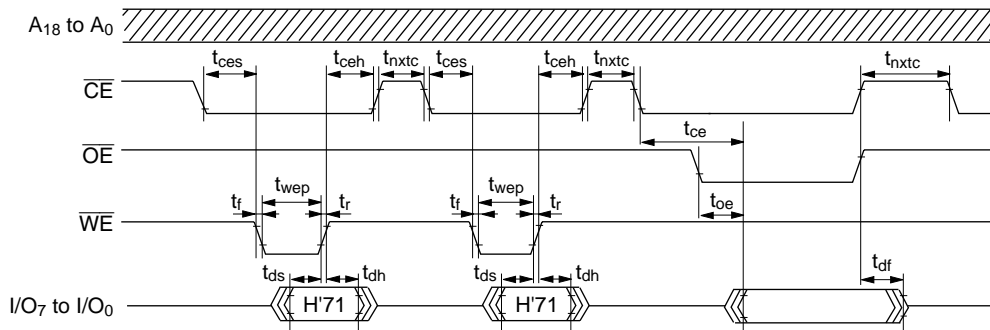 A18 to A0
tces tceh tnxtc tces tceh tnxtc tnxtc
CE
tce
OE
twep twep toe
tf tr tf tr
WE
tds tdh tds tdh tdf
I/O7 to I/O0 H'71 H'71